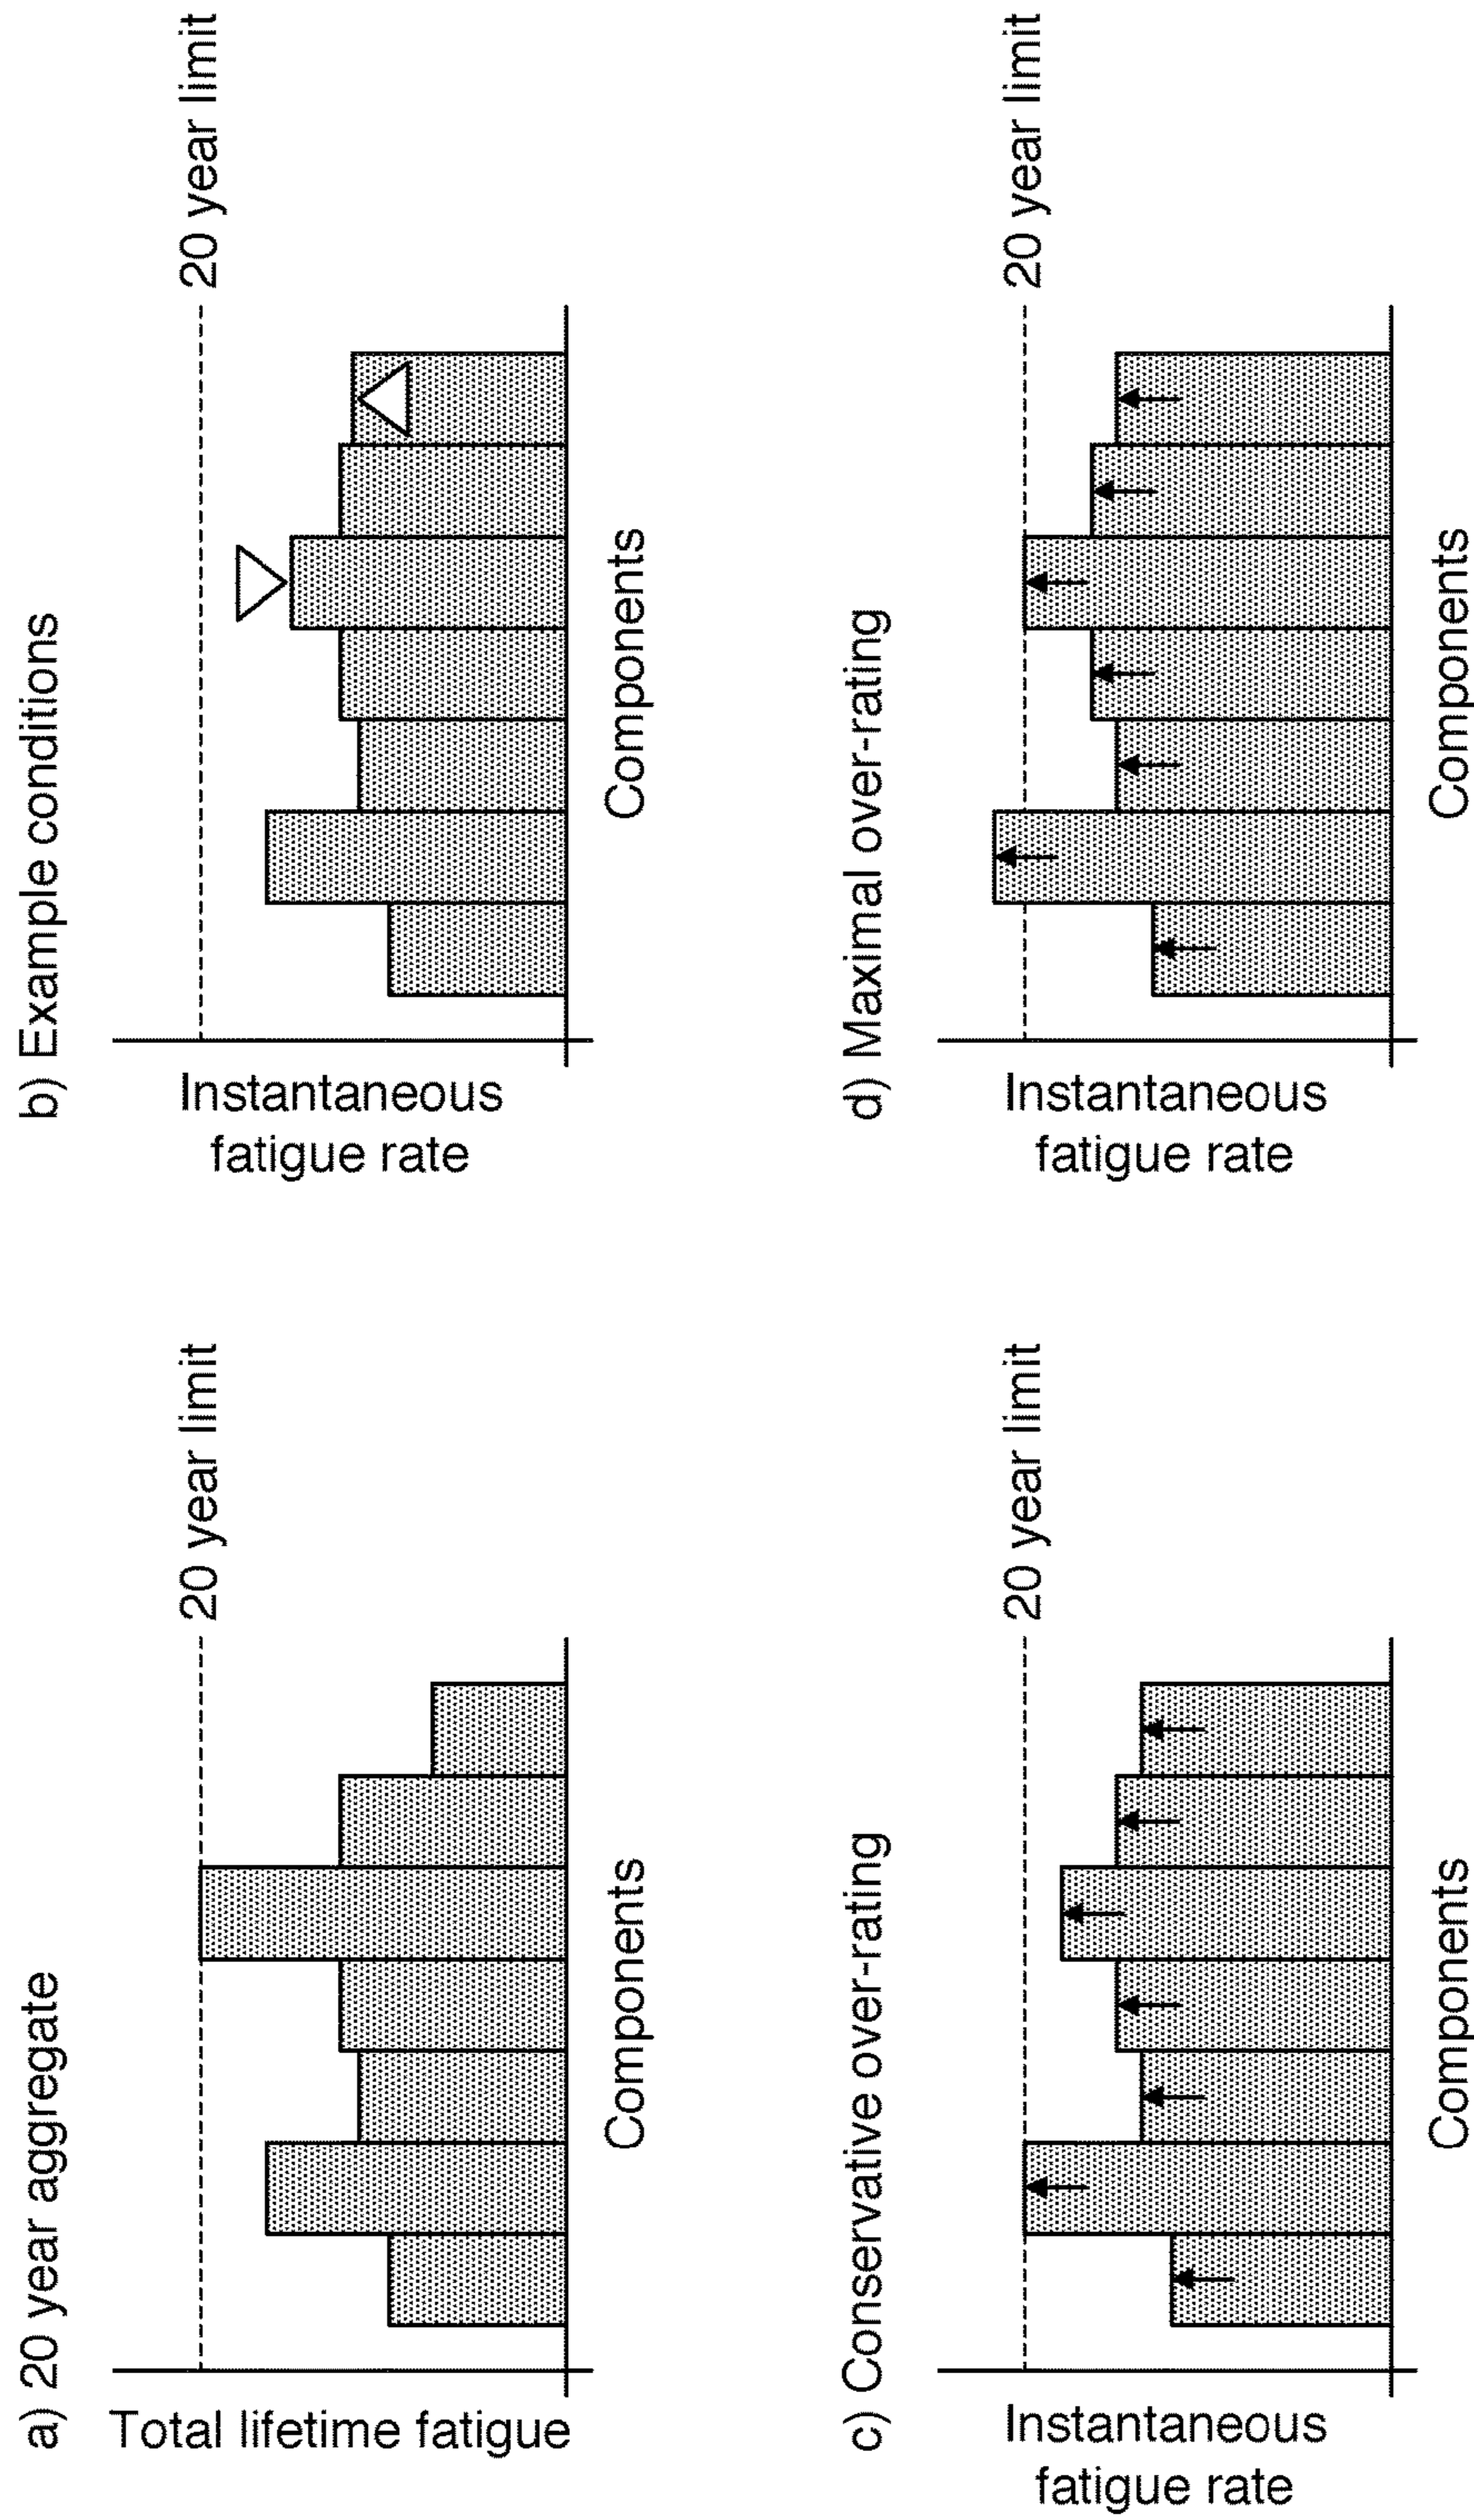 a) 20 year aggregate
20 year limit
Total lifetime fatigue
Components
b) Example conditions
20 year limit
Instantaneous
fatigue rate
Components
c) Conservative over-rating
20 year limit
Instantaneous
fatigue rate
Components
d) Maximal over-rating
20 year limit
Instantaneous
fatigue rate
Components